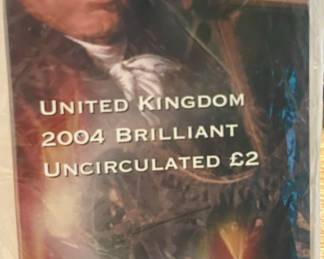 United Kingdom
2004 Brilliant
Uncirculated £2